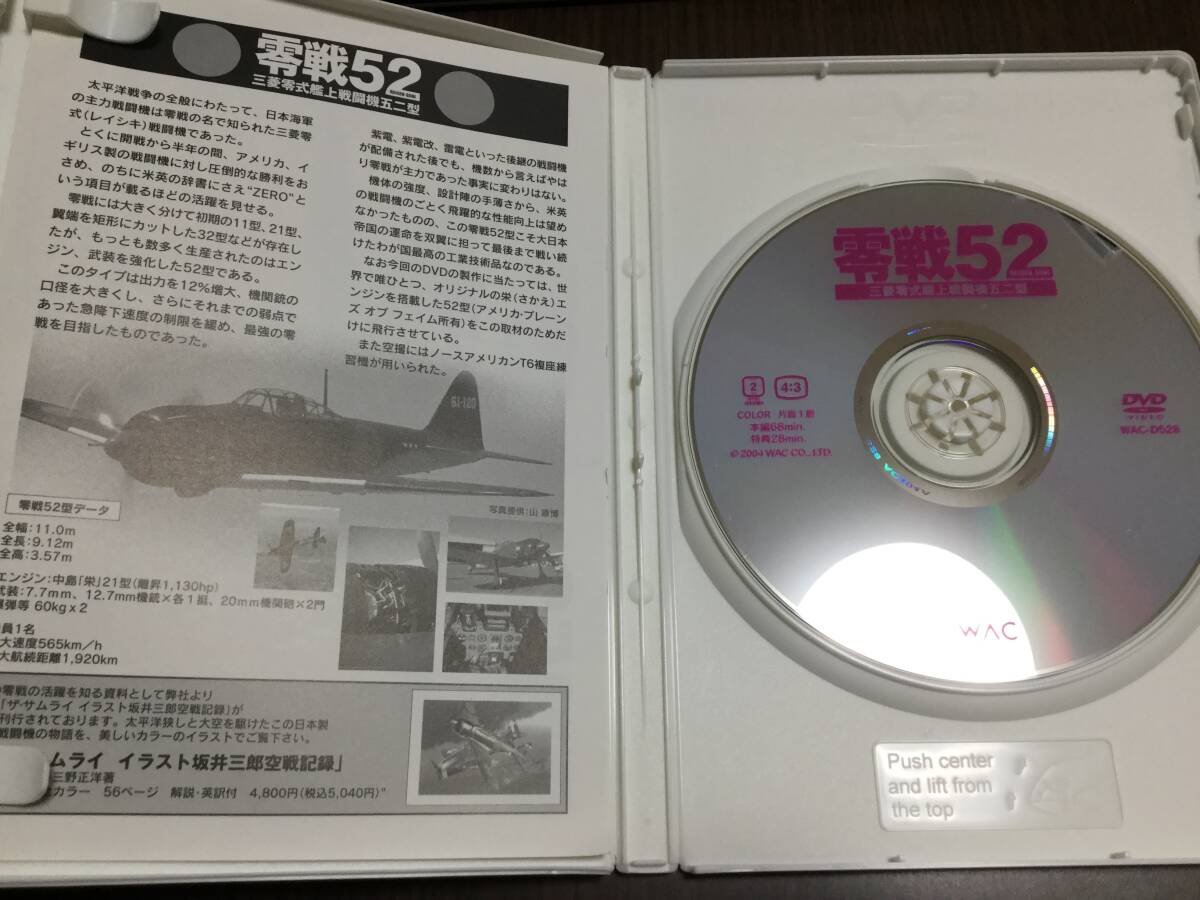 零戦52
三菱零式艦上戦闘機五二型
太平洋戦争の全般にわたって、日本海軍
の主力戦闘機は零戦の名で知られた三菱零
式(レイシキ)戦闘機であった。
とくに開戦から半年の間、アメリカ、イ
ギリス製の戦闘機に対し圧倒的な勝利をお
さめ、のちに米英の辞書にさえ“ZERO”と
いう項目が載るほどの活躍を見せる。
零戦には大きく分けて初期の11型、21型、
翼端を矩形にカットした32型などが存在し
たが、もっとも数多く生産されたのはエン
ジン、武装を強化した52型である。
このタイプは出力を12%増大、機関銃の
口径を大きくし、さらにそれまでの弱点で
あった急降下速度の制限を緩め、最強の零
戦を目指したものであった。
紫電、紫電改、雷電といった後継の戦闘機
が配備された後でも、機数から言えばやは
り零戦が主力であった事実に変わりはない。
機体の強度、設計陣の手薄さから、米英
の戦闘機のごとく飛躍的な性能向上は望め
なかったものの、この零戦52型こそ大日本
帝国の運命を双翼に担って最後まで戦い続
けたわが国最高の工業技術品なのである。
なお今回のDVDの製作に当たっては、世
界で唯ひとつ、オリジナルの栄(さかえ)エ
ンジンを搭載した52型(アメリカ・プレーン
ズ オブ フェイム所有)をこの取材のためだ
けに飛行させている。
また空撮にはノースアメリカンT6複座練
習機が用いられた。
61-120
写真提供:山
博
零戦52型データ
全幅:11.0m
全長:9.12m
全高:3.57m
エンジン:中島「栄」21型(離昇1,130hp)
武装:7.7mm、12.7mm機銃×各1挺、20mm機関砲×2門
爆弾等 60kg×2
員1名
大速度565km/h
大航続距離1,920km
零戦の活躍を知る資料として弊社より
「ザ・サムライ イラスト坂井三郎空戦記録」が
刊行されております。太平洋狭しと大空を駆けたこの日本製
戦闘機の物語を、美しいカラーのイラストでご覧下さい。
ムライ イラスト坂井三郎空戦記録」
三野正洋著
カラー 56ページ 解説・英訳付 4,800円(税込5,040円)"
零戦52
三菱零式艦上戦闘機五二型
2
4:3
COLOR 片面1層
本編68min.
特典28min.
© 2004 WAC CO., LTD.
DVD
VIDEO
WAC-D528
WAC
Push center
and lift from
the top